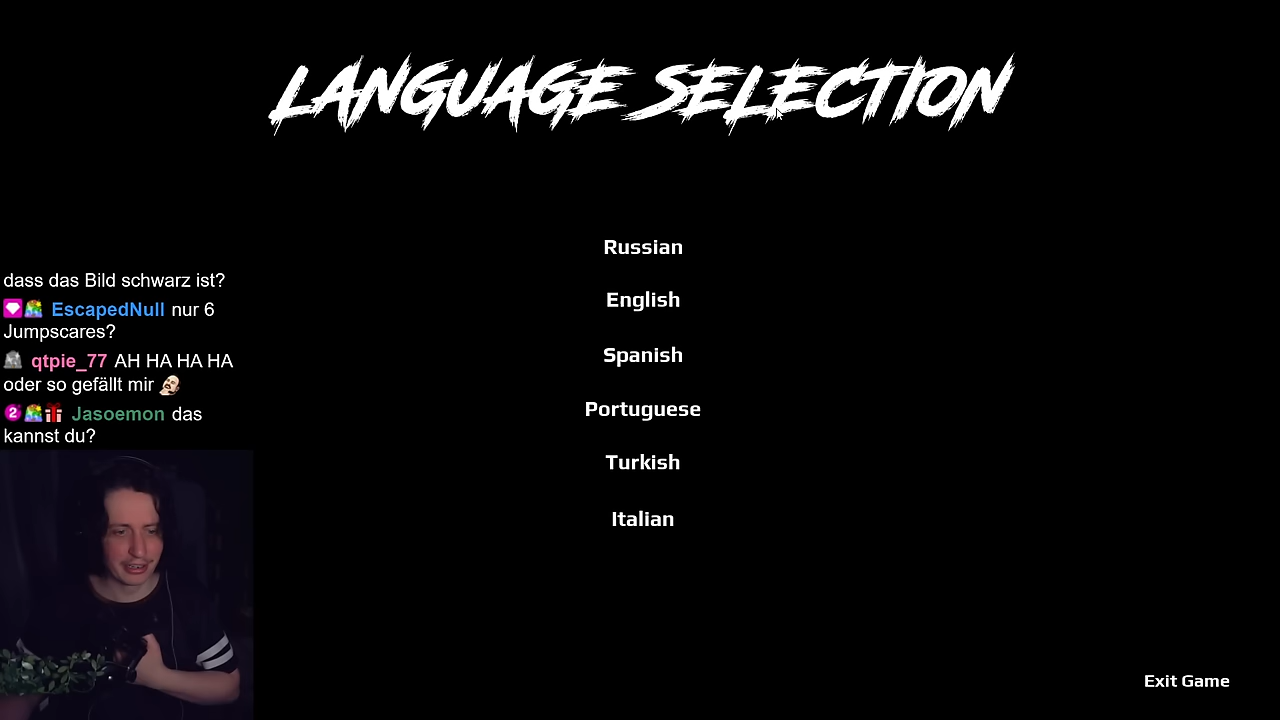 LANGUAGE SELECTION
Russian
English
Spanish
Portuguese
Turkish
Italian
Exit Game
dass das Bild schwarz ist?
EscapedNull nur 6
Jumpscares?
qtpie_77 AH HA HA HA
oder so gefällt mir
2 Jasoemon das
kannst du?